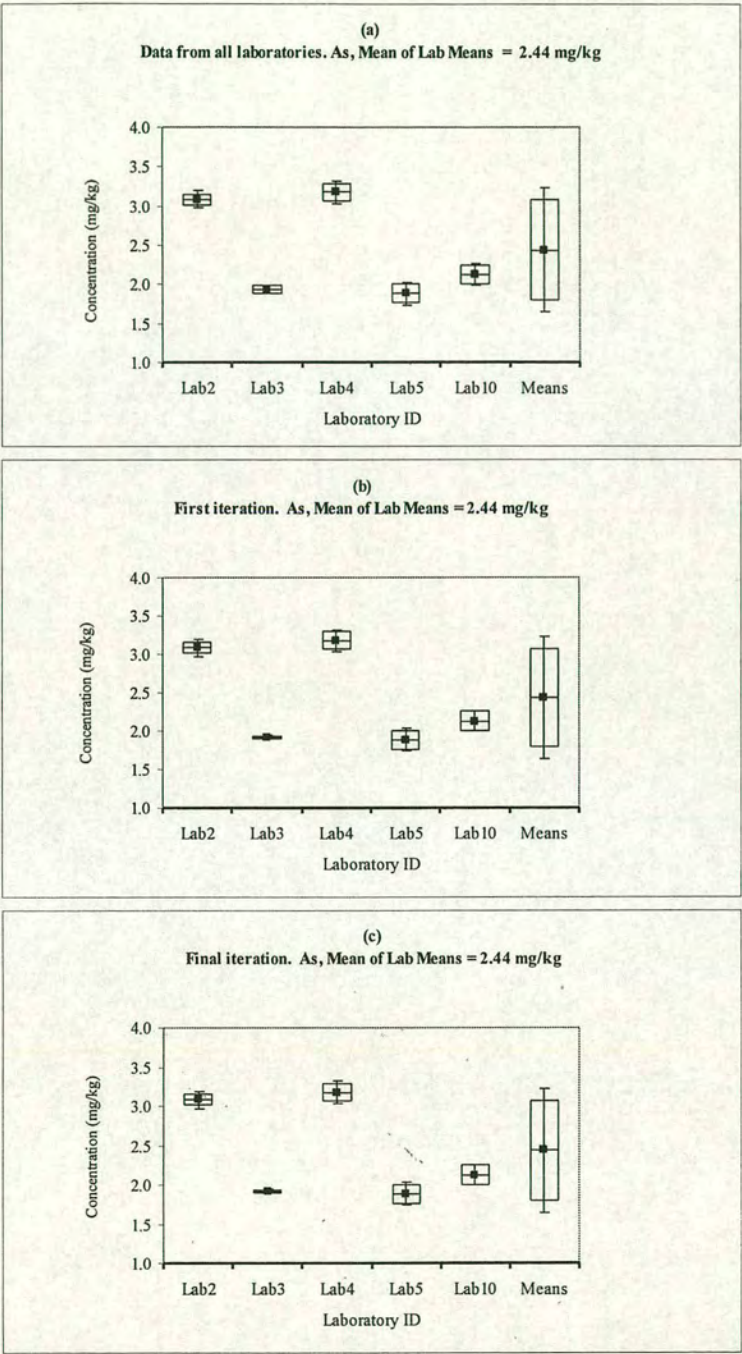 (a)
Data from all laboratories. As, Mean of Lab Means = 2.44 mg/kg
4.0
3.5
3.0
2.5
2.0
1.5
1.0
Concentration (mg/kg)
Lab2 Lab3 Lab4 Lab5 Lab10 Means
Laboratory ID
(b)
First iteration. As, Mean of Lab Means = 2.44 mg/kg
4.0
3.5
3.0
2.5
2.0
1.5
1.0
Concentration (mg/kg)
Lab2 Lab3 Lab4 Lab5 Lab10 Means
Laboratory ID
(c)
Final iteration. As, Mean of Lab Means = 2.44 mg/kg
4.0
3.5
3.0
2.5
2.0
1.5
1.0
Concentration (mg/kg)
Lab2 Lab3 Lab4 Lab5 Lab10 Means
Laboratory ID